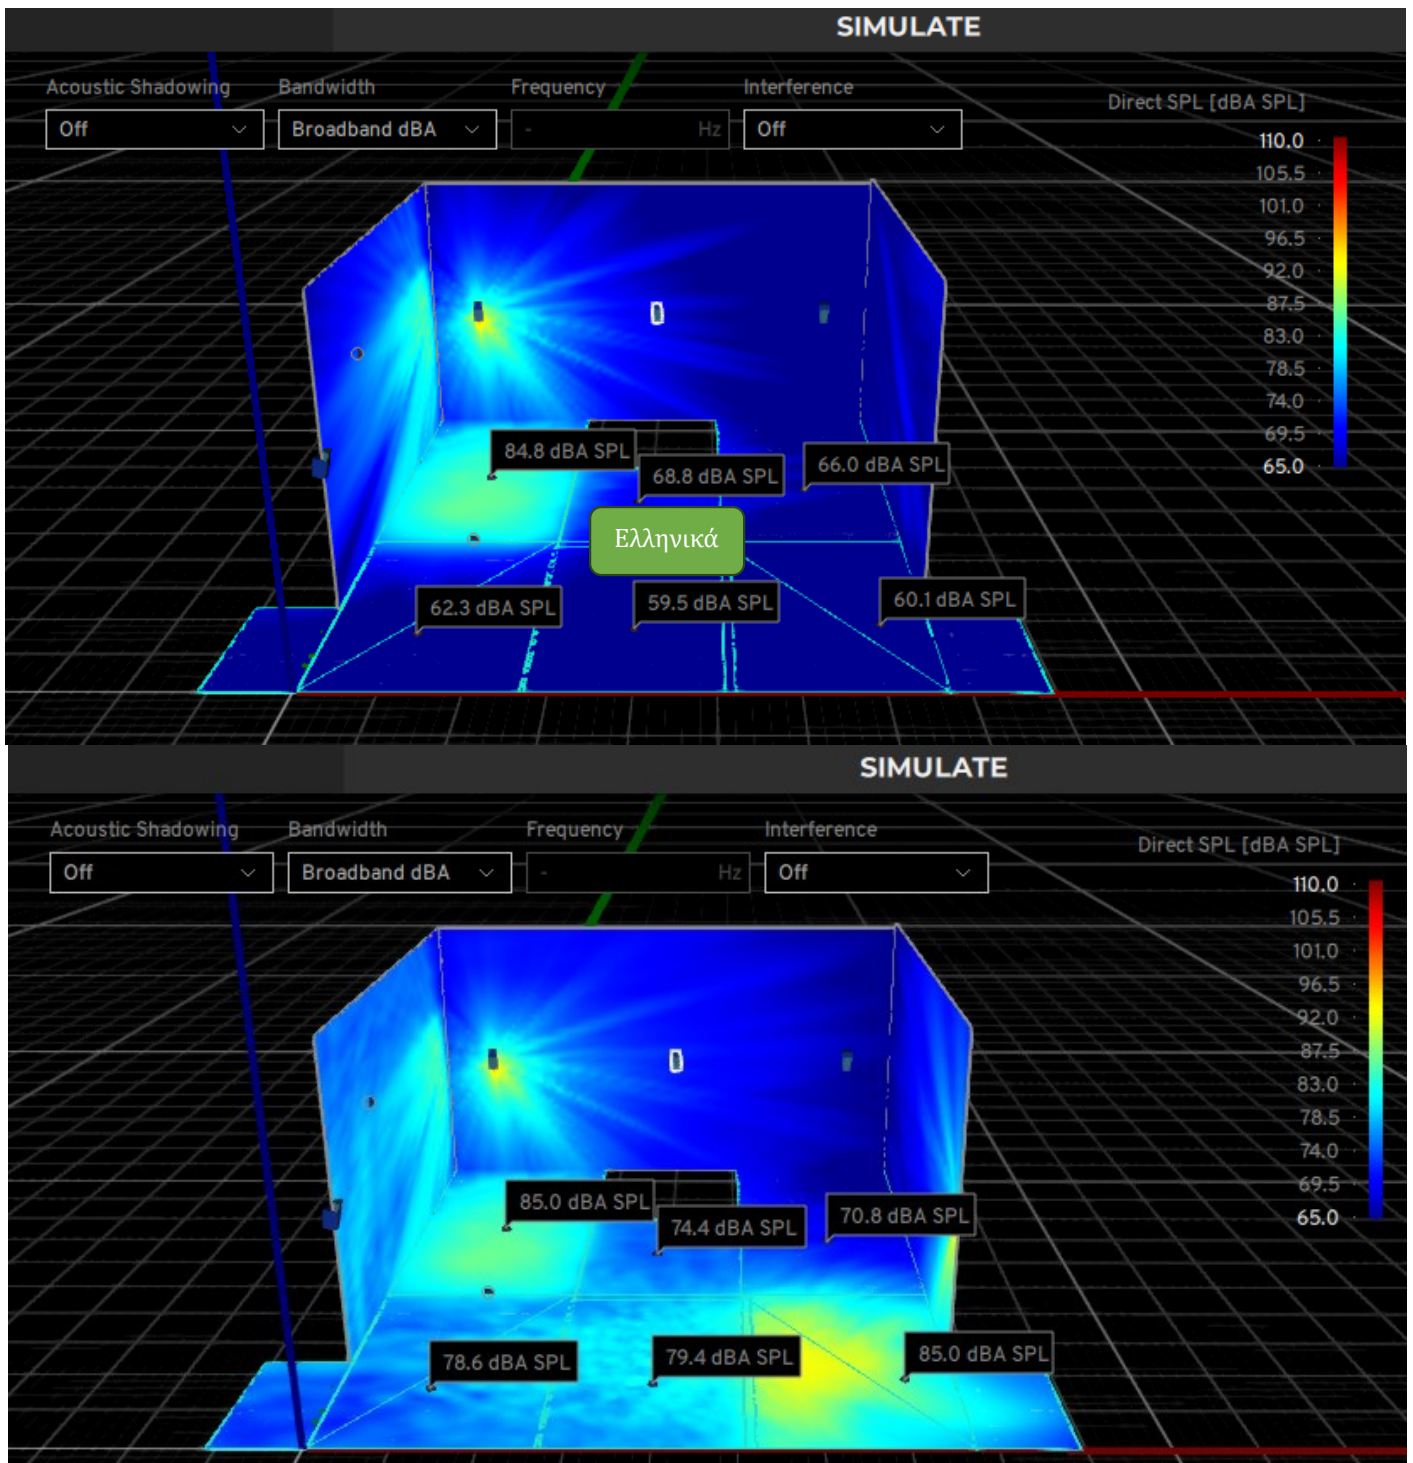 SIMULATE
Acoustic Shadowing Bandwidth Frequency Interference
Off Broadband dBA - Hz Off
Direct SPL [dBA SPL]
110.0
105.5
101.0
96.5
92.0
87.5
83.0
78.5
74.0
69.5
65.0
84.8 dBA SPL
68.8 dBA SPL
66.0 dBA SPL
Ελληνικά
62.3 dBA SPL
59.5 dBA SPL
60.1 dBA SPL
SIMULATE
Acoustic Shadowing Bandwidth Frequency Interference
Off Broadband dBA - Hz Off
Direct SPL [dBA SPL]
110.0
105.5
101.0
96.5
92.0
87.5
83.0
78.5
74.0
69.5
65.0
85.0 dBA SPL
74.4 dBA SPL
70.8 dBA SPL
78.6 dBA SPL
79.4 dBA SPL
85.0 dBA SPL